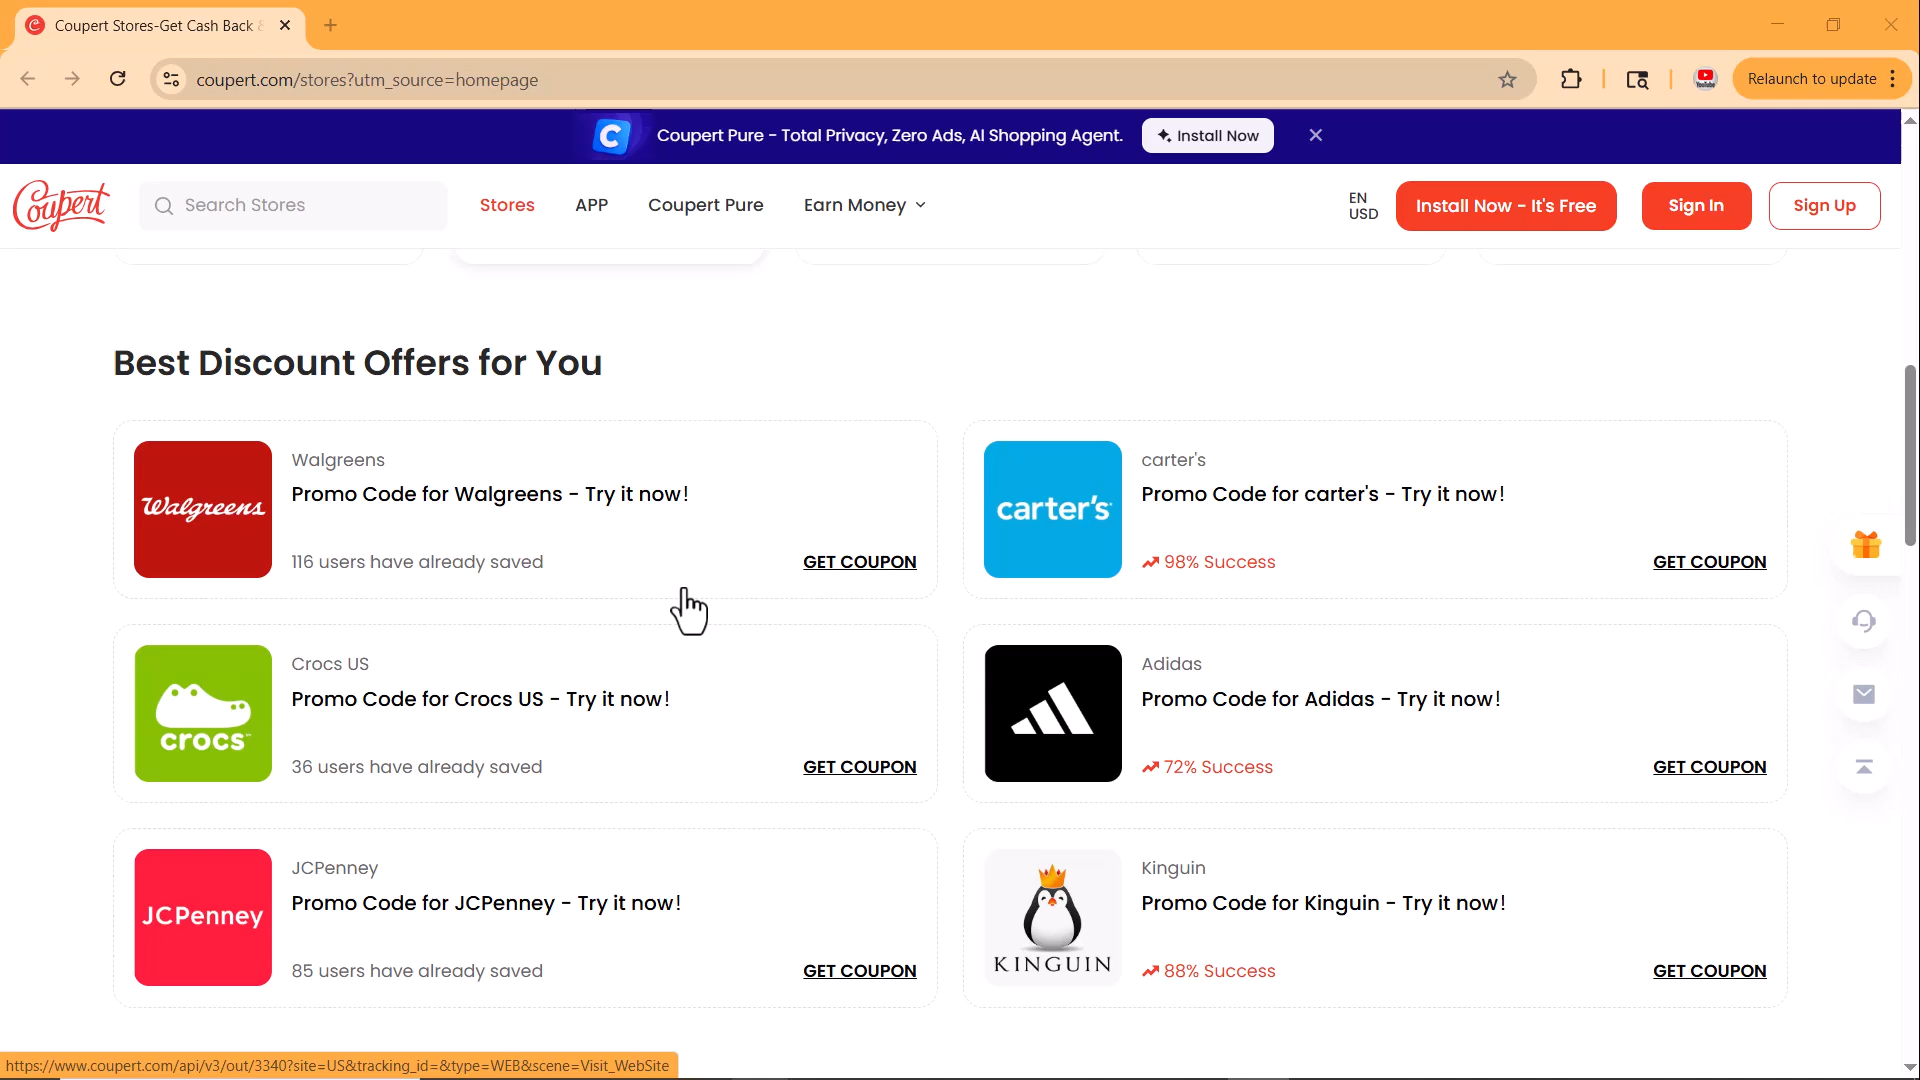 Coupert Stores-Get Cash Back &
coupert.com/stores?utm_source=homepage
YouTube
Relaunch to update
Coupert Pure - Total Privacy, Zero Ads, AI Shopping Agent.
Install Now
Coupert
Search Stores
Stores
APP
Coupert Pure
Earn Money
EN
USD
Install Now - It's Free
Sign In
Sign Up
Best Discount Offers for You
Walgreens
Walgreens
Promo Code for Walgreens - Try it now!
116 users have already saved
GET COUPON
carter's
carter's
Promo Code for carter's - Try it now!
98% Success
GET COUPON
crocs™
Crocs US
Promo Code for Crocs US - Try it now!
36 users have already saved
GET COUPON
Adidas
Promo Code for Adidas - Try it now!
72% Success
GET COUPON
JCPenney
JCPenney
Promo Code for JCPenney - Try it now!
85 users have already saved
GET COUPON
KINGUIN
Kinguin
Promo Code for Kinguin - Try it now!
88% Success
GET COUPON
https://www.coupert.com/api/v3/out/3340?site=US&tracking_id=&type=WEB&scene=Visit_WebSite